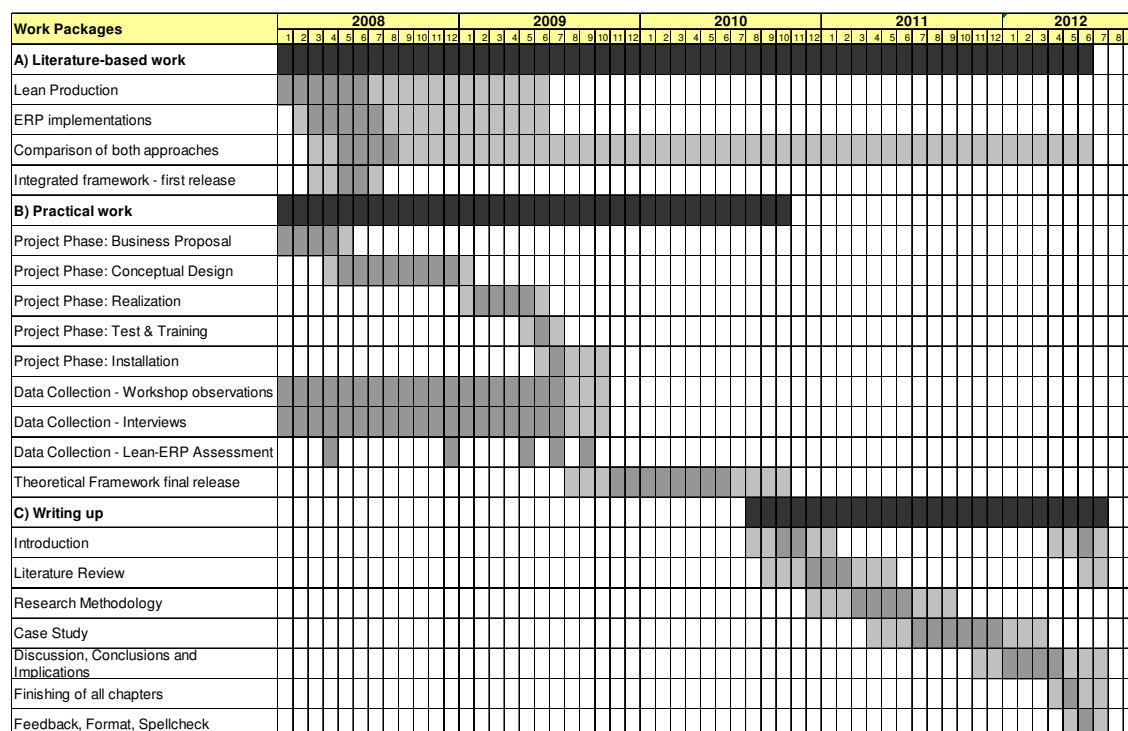 Work Packages 2008 2009 2010 2011 2012
1 2 3 4 5 6 7 8 9 10 11 12 1 2 3 4 5 6 7 8 9 10 11 12 1 2 3 4 5 6 7 8 9 10 11 12 1 2 3 4 5 6 7 8 9 10 11 12 1 2 3 4 5 6 7 8
A) Literature-based work
Lean Production
ERP implementations
Comparison of both approaches
Integrated framework - first release
B) Practical work
Project Phase: Business Proposal
Project Phase: Conceptual Design
Project Phase: Realization
Project Phase: Test & Training
Project Phase: Installation
Data Collection - Workshop observations
Data Collection - Interviews
Data Collection - Lean-ERP Assessment
Theoretical Framework final release
C) Writing up
Introduction
Literature Review
Research Methodology
Case Study
Discussion, Conclusions and
Implications
Finishing of all chapters
Feedback, Format, Spellcheck